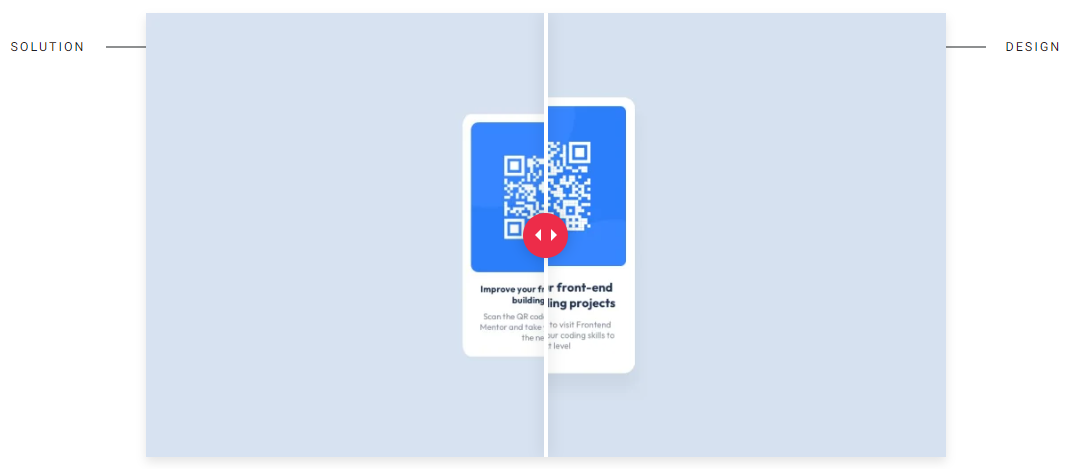 SOLUTION
DESIGN
Improve your fr
building
Scan the QR cod
Mentor and take
the ne
r front-end
ling projects
to visit Frontend
our coding skills to
t level